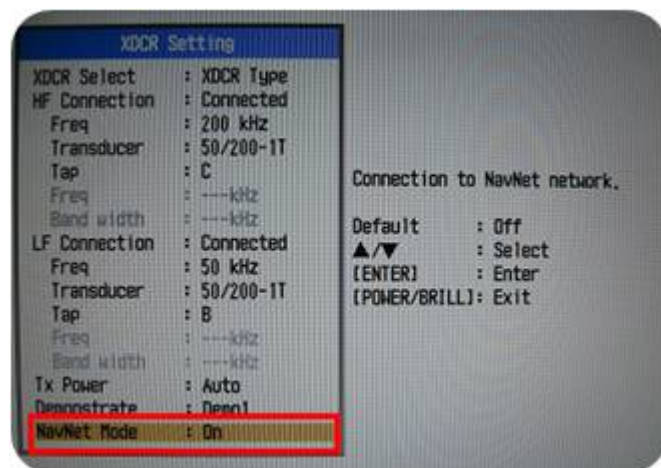 XDCR Setting
XDCR Select : XDCR Type
HF Connection : Connected
Freq : 200 kHz
Transducer : 50/200-1T
Tap : C
Freq : ---kHz
Band width : ---kHz
LF Connection : Connected
Freq : 50 kHz
Transducer : 50/200-1T
Tap : B
Freq : ---kHz
Band width : ---kHz
Tx Power : Auto
Demonstrate : Demo1
NavNet Mode : On
Connection to NavNet network.
Default : Off
▲/▼ : Select
[ENTER] : Enter
[POWER/BRILL]: Exit